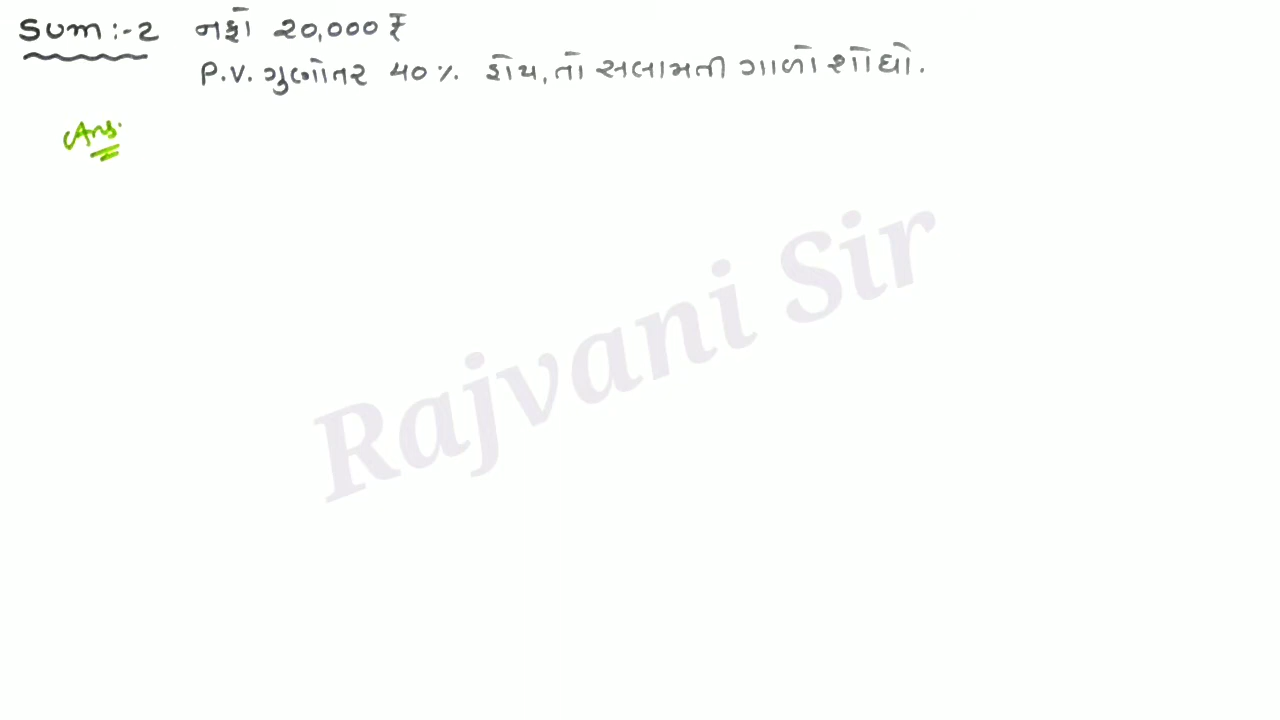 Sum :- 2 નફો 20,000 ₹
P.V. ગુણોત્તર 40 % હોય, તો સલામતી ગાળો શોધો.
Ans.
Rajvani Sir